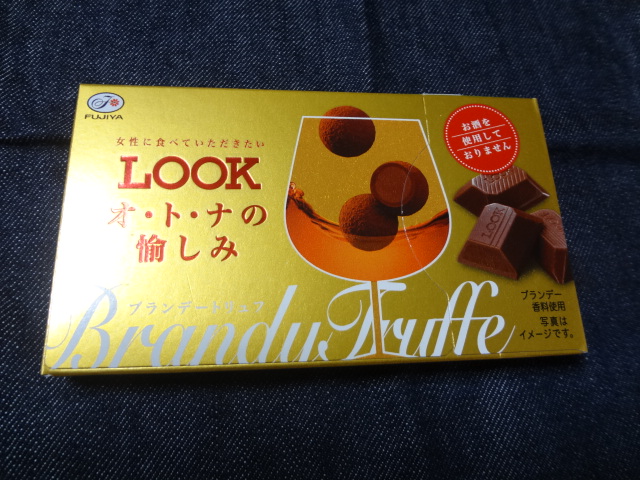 FUJIYA
女性に食べていただきたい
LOOK
オ・ト・ナの
愉しみ
ブランデートリュフ
Brandy Truffe
お酒を
使用して
おりません
LOOK
ブランデー
香料使用
写真は
イメージです。